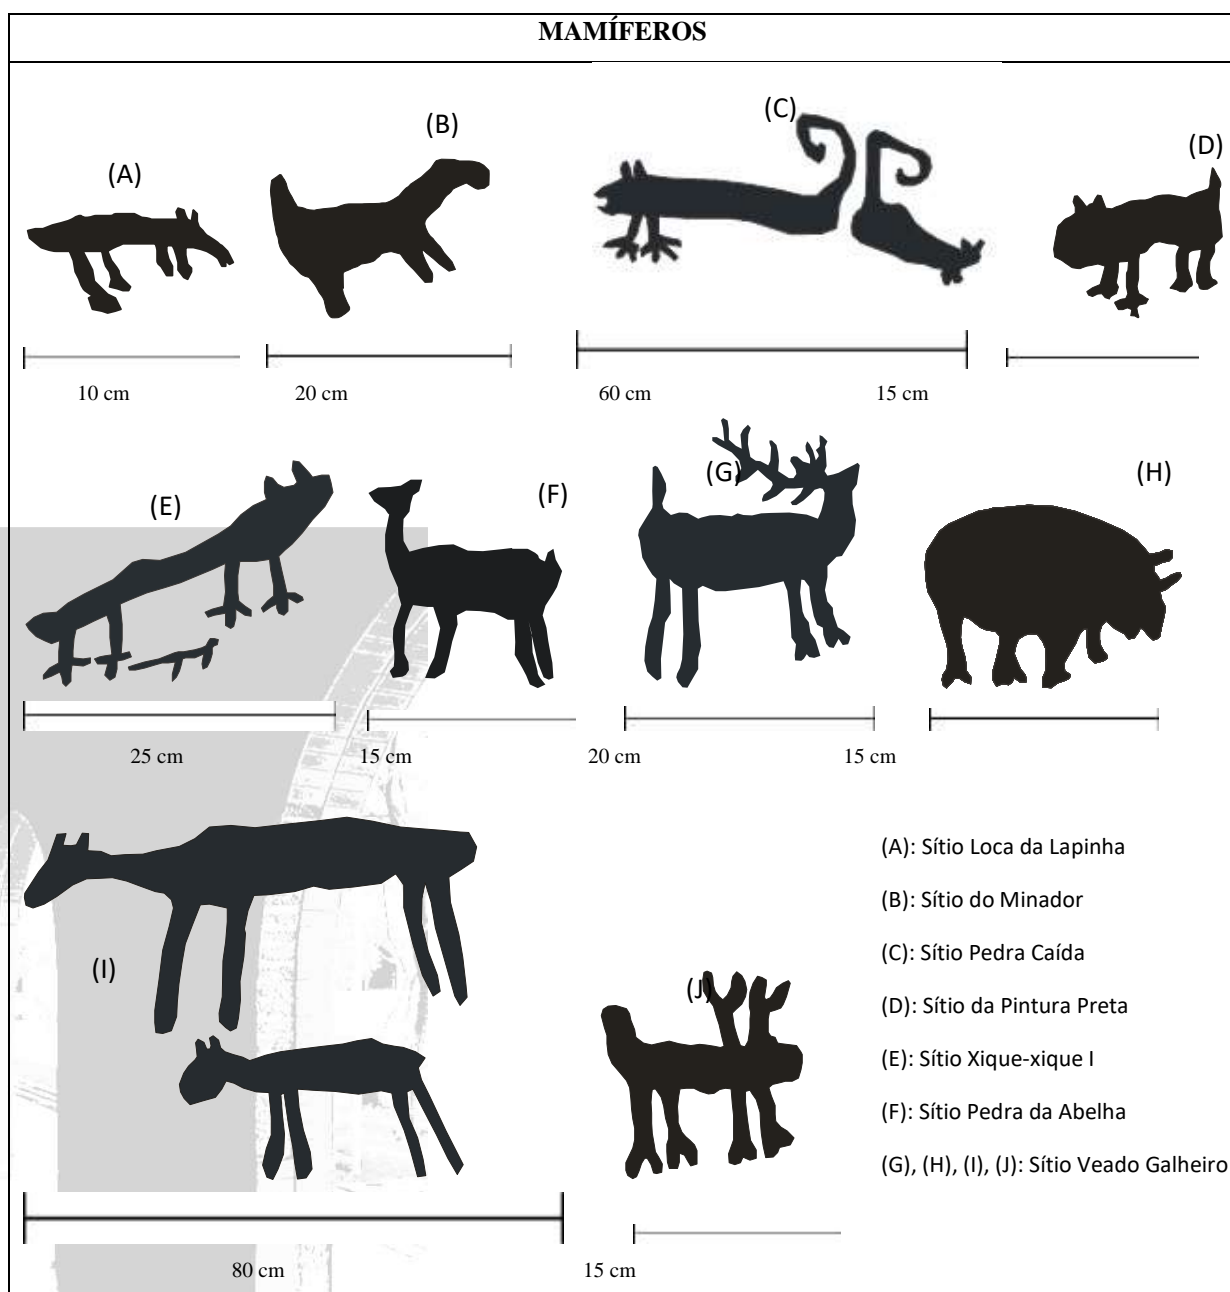 MAMÍFEROS
(A)
(B)
(C)
(D)
10 cm
20 cm
60 cm
15 cm
(E)
(F)
(G)
(H)
25 cm
15 cm
20 cm
15 cm
(I)
(J)
(A): Sítio Loca da Lapinha
(B): Sítio do Minador
(C): Sítio Pedra Caída
(D): Sítio da Pintura Preta
(E): Sítio Xique-xique I
(F): Sítio Pedra da Abelha
(G), (H), (I), (J): Sítio Veado Galheiro
80 cm
15 cm